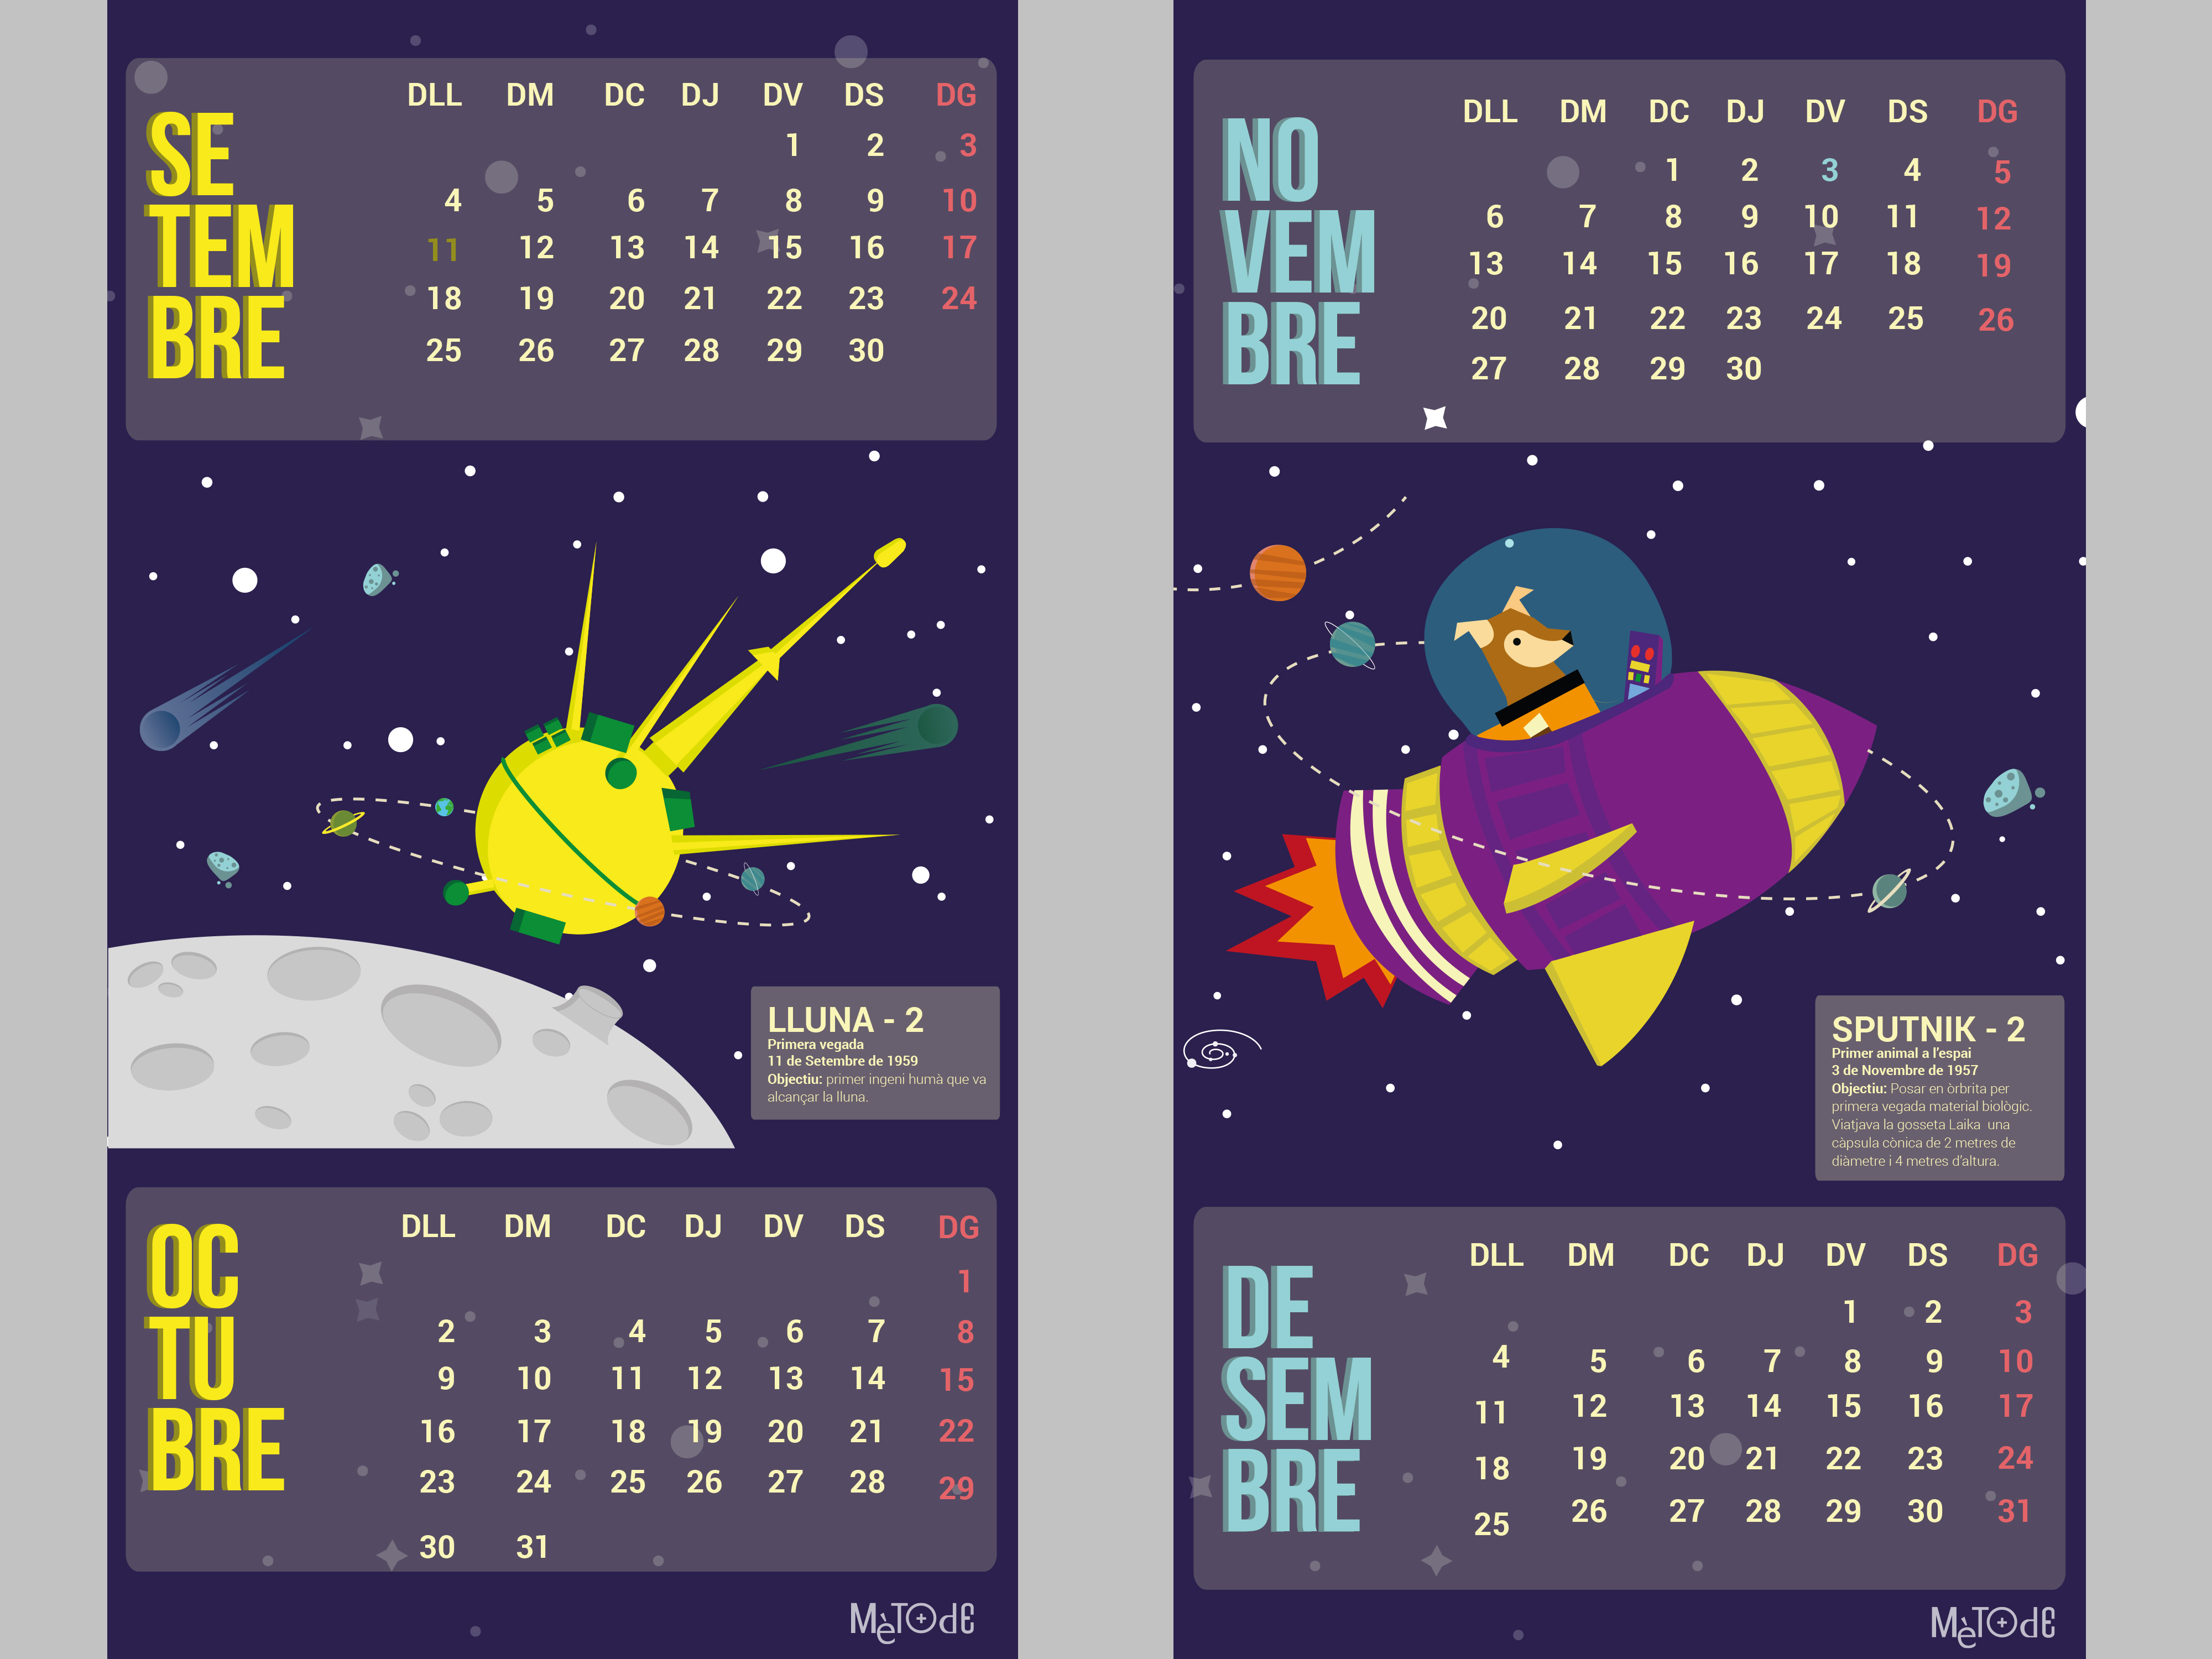 SE
TEM
BRE
DLL DM DC DJ DV DS DG
1 2 3
4 5 6 7 8 9 10
11 12 13 14 15 16 17
18 19 20 21 22 23 24
25 26 27 28 29 30
LLUNA - 2
Primera vegada
11 de Setembre de 1959
Objectiu: primer ingeni humà que va
alcançar la lluna.
OC
TU
BRE
DLL DM DC DJ DV DS DG
1
2 3 4 5 6 7 8
9 10 11 12 13 14 15
16 17 18 19 20 21 22
23 24 25 26 27 28 29
30 31
MèTOdE
NO
VEM
BRE
DLL DM DC DJ DV DS DG
1 2 3 4 5
6 7 8 9 10 11 12
13 14 15 16 17 18 19
20 21 22 23 24 25 26
27 28 29 30
SPUTNIK - 2
Primer animal a l'espai
3 de Novembre de 1957
Objectiu: Posar en òrbrita per
primera vegada material biològic.
Viatjava la gosseta Laika una
càpsula cònica de 2 metres de
diàmetre i 4 metres d'altura.
DE
SEM
BRE
DLL DM DC DJ DV DS DG
1 2 3
4 5 6 7 8 9 10
11 12 13 14 15 16 17
18 19 20 21 22 23 24
25 26 27 28 29 30 31
MèTOdE